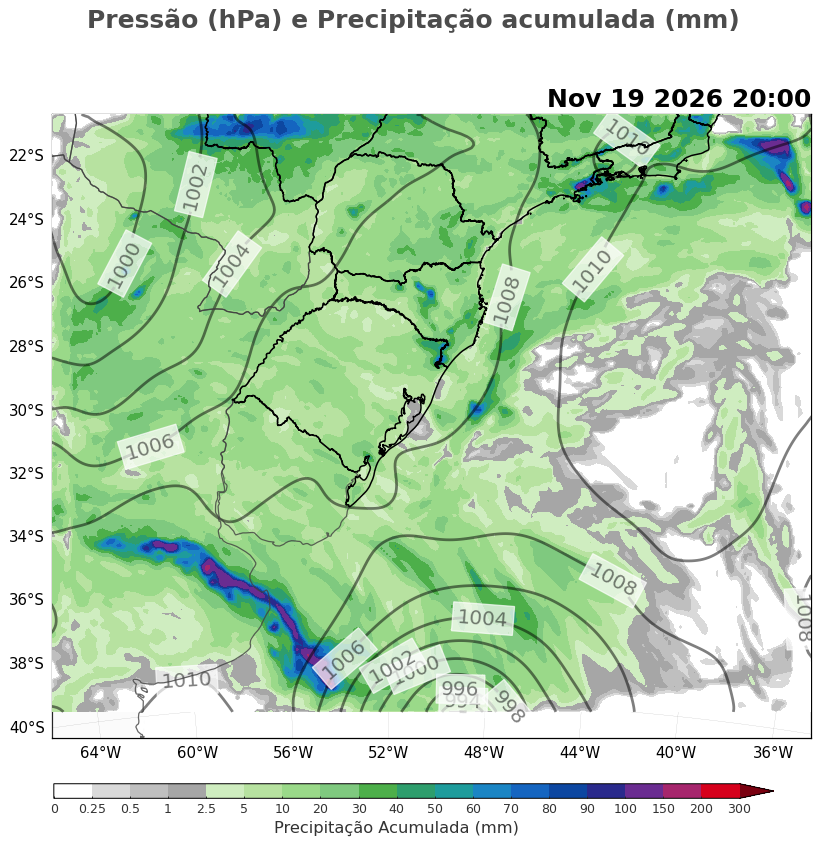 Pressão (hPa) e Precipitação acumulada (mm)
Nov 19 2026 20:00
1010
22°S
1002
24°S
1000
1004
1010
26°S
1008
28°S
30°S
1006
32°S
34°S
1008
36°S
1004
1008
1006
1002
1000
38°S
1010
996
994
998
40°S
64°W 60°W 56°W 52°W 48°W 44°W 40°W 36°W
0 0.25 0.5 1 2.5 5 10 20 30 40 50 60 70 80 90 100 150 200 300
Precipitação Acumulada (mm)